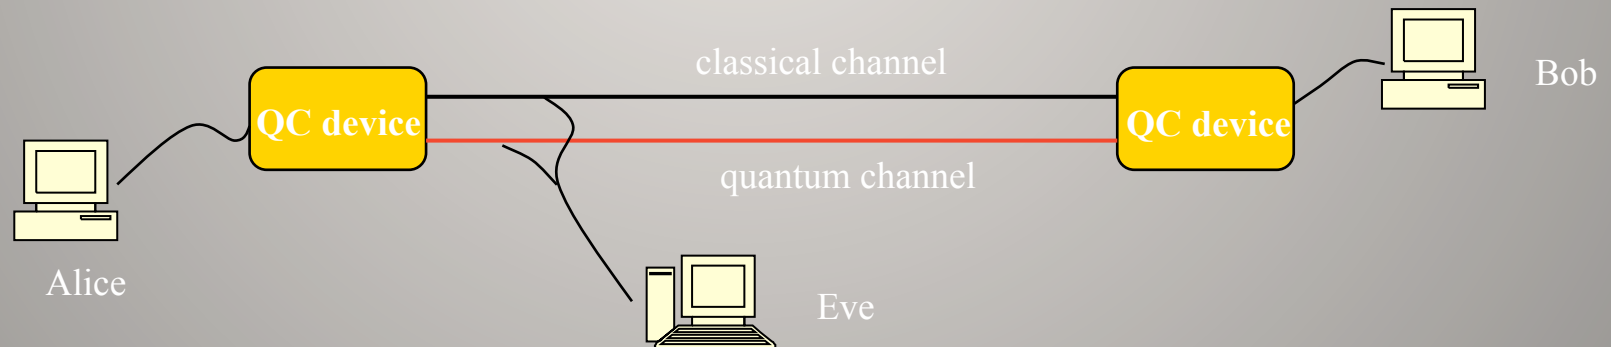 classical channel
Bob
QC device
QC device
quantum channel
Alice
Eve